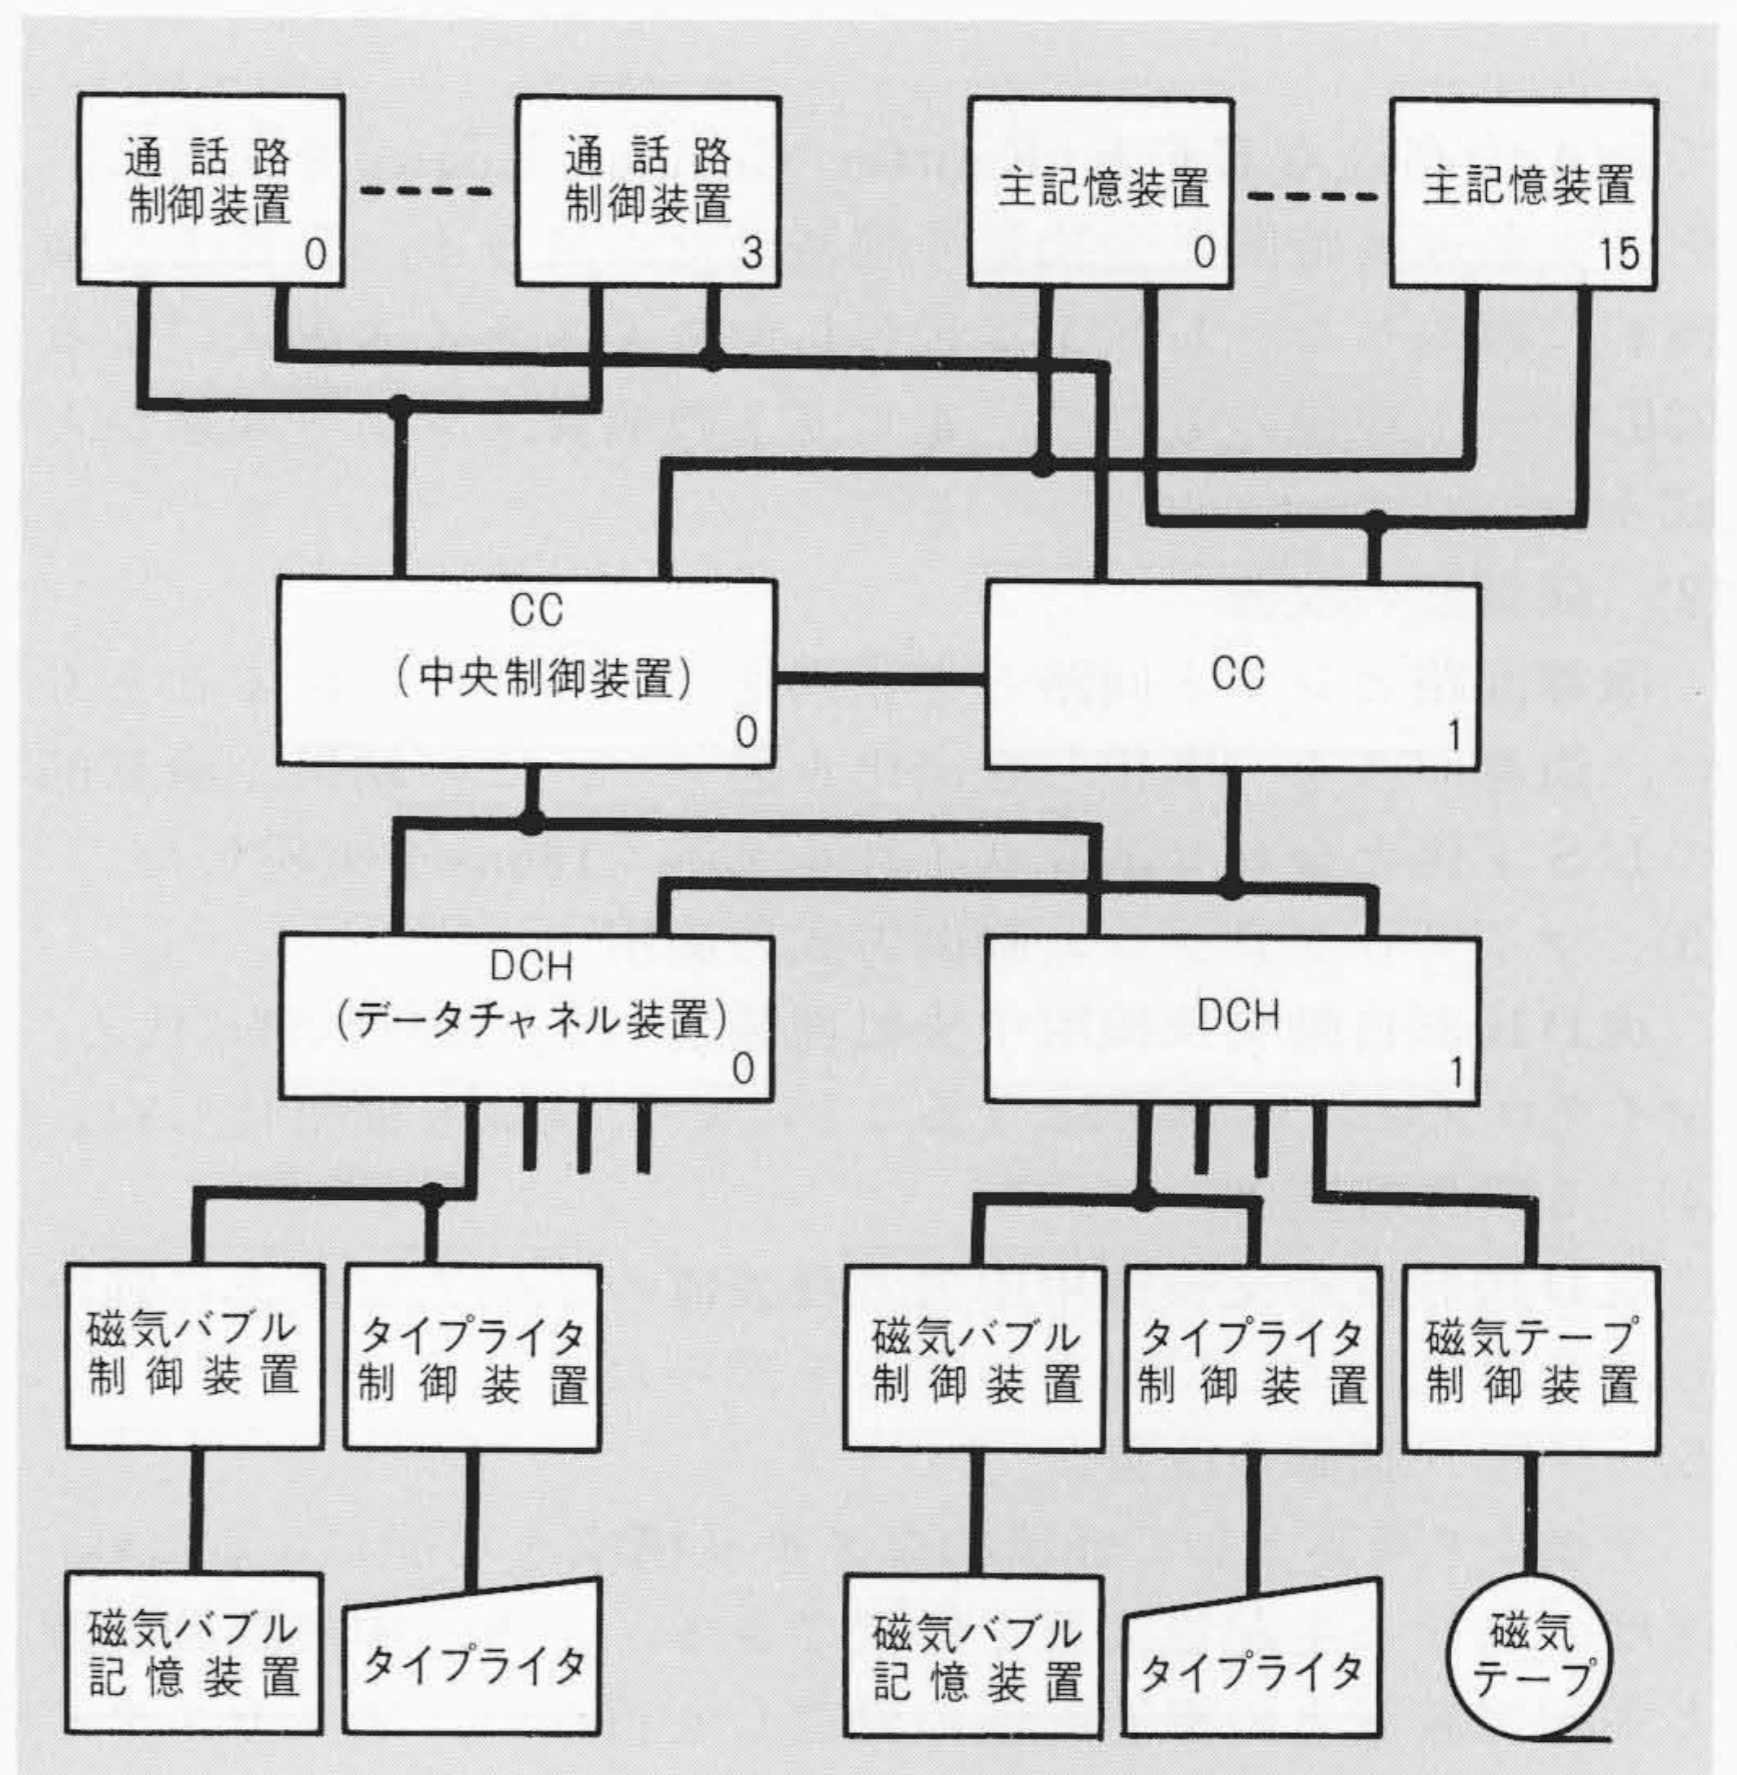 通話路
制御装置
0
通話路
制御装置
3
主記憶装置
0
主記憶装置
15
CC
(中央制御装置)
0
CC
1
DCH
(データチャネル装置)
0
DCH
1
磁気バブル
制御装置
タイプライタ
制御装置
磁気バブル
制御装置
タイプライタ
制御装置
磁気テープ
制御装置
磁気バブル
記憶装置
タイプライタ
磁気バブル
記憶装置
タイプライタ
磁気
テープ